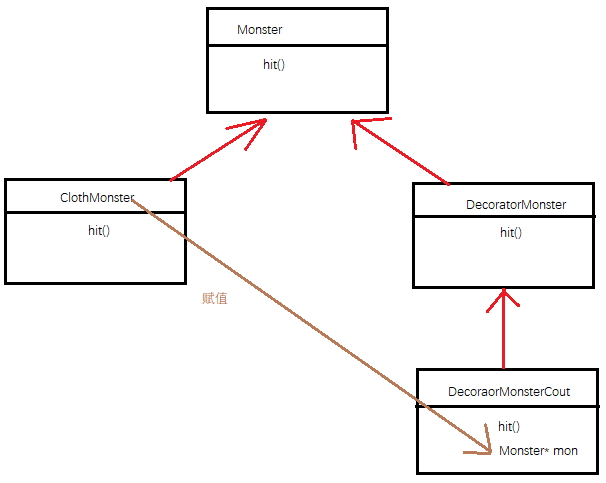 Monster
hit()
ClothMonster
hit()
DecoratorMonster
hit()
赋值
DecoraorMonsterCout
hit()
Monster* mon